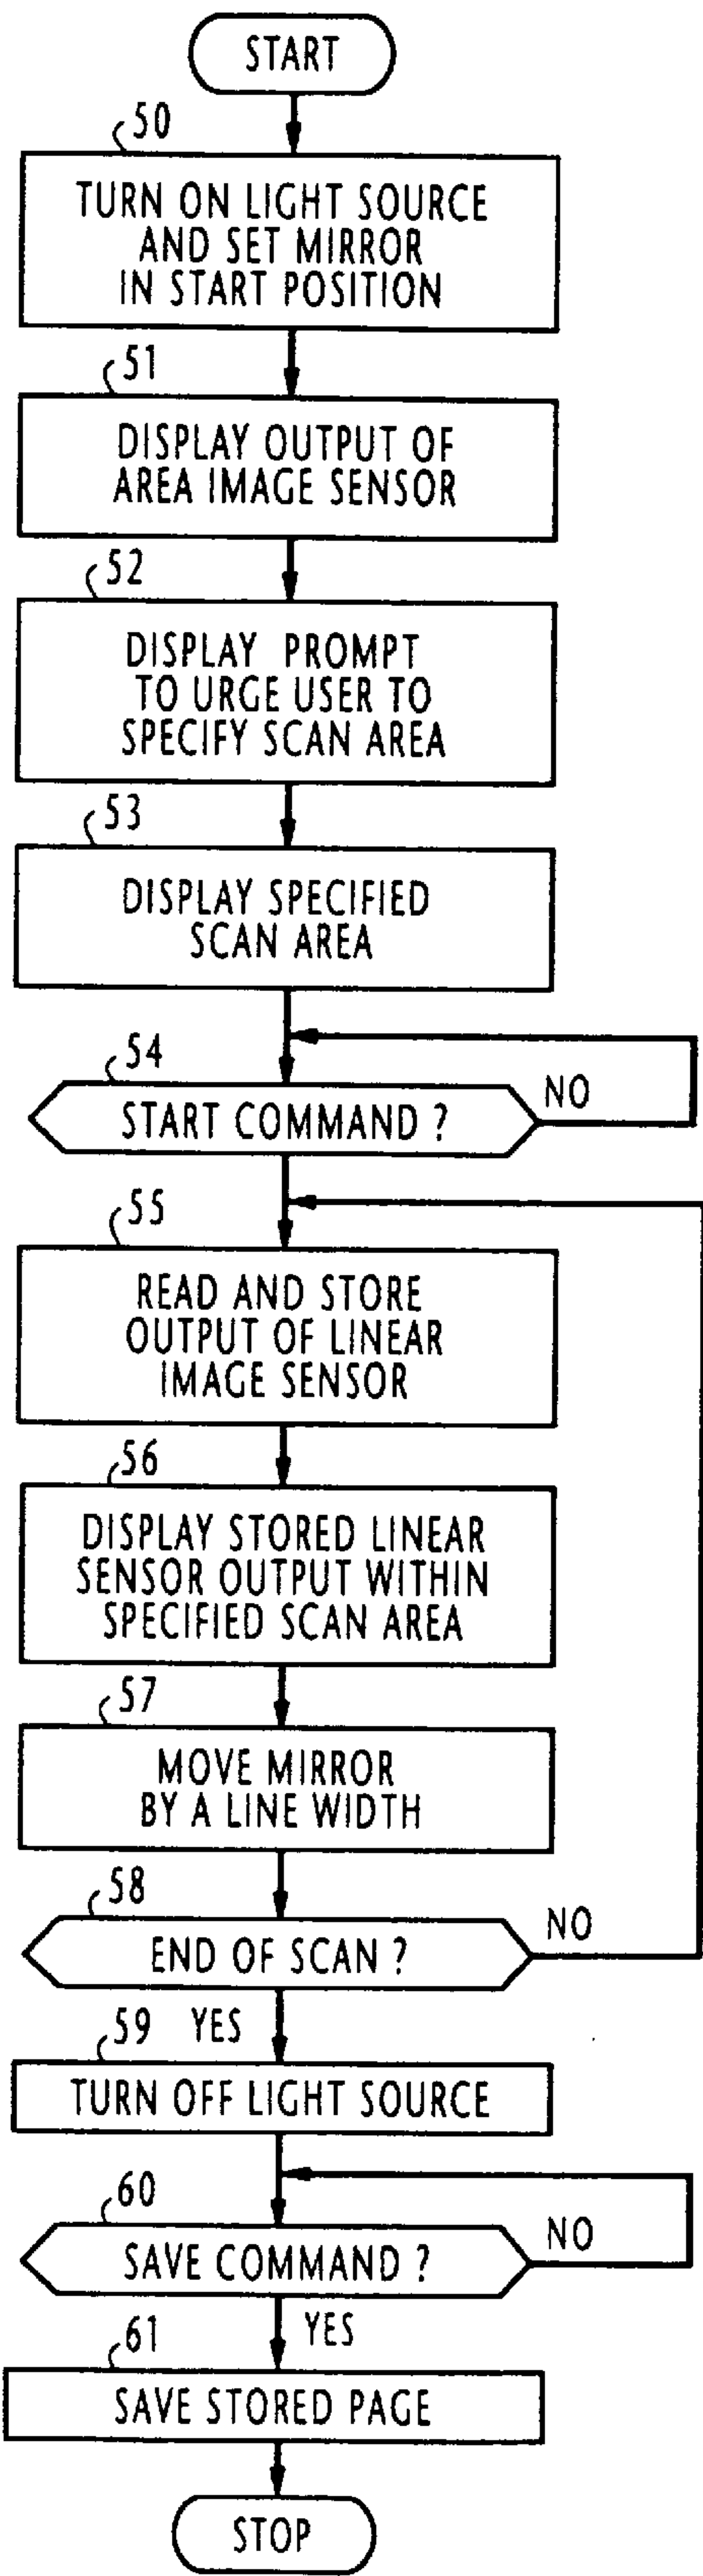 START
50
TURN ON LIGHT SOURCE
AND SET MIRROR
IN START POSITION
51
DISPLAY OUTPUT OF
AREA IMAGE SENSOR
52
DISPLAY PROMPT
TO URGE USER TO
SPECIFY SCAN AREA
53
DISPLAY SPECIFIED
SCAN AREA
54
START COMMAND ?
NO
55
READ AND STORE
OUTPUT OF LINEAR
IMAGE SENSOR
56
DISPLAY STORED LINEAR
SENSOR OUTPUT WITHIN
SPECIFIED SCAN AREA
57
MOVE MIRROR
BY A LINE WIDTH
58
END OF SCAN ?
NO
59 YES
TURN OFF LIGHT SOURCE
60
SAVE COMMAND ?
NO
YES
61
SAVE STORED PAGE
STOP